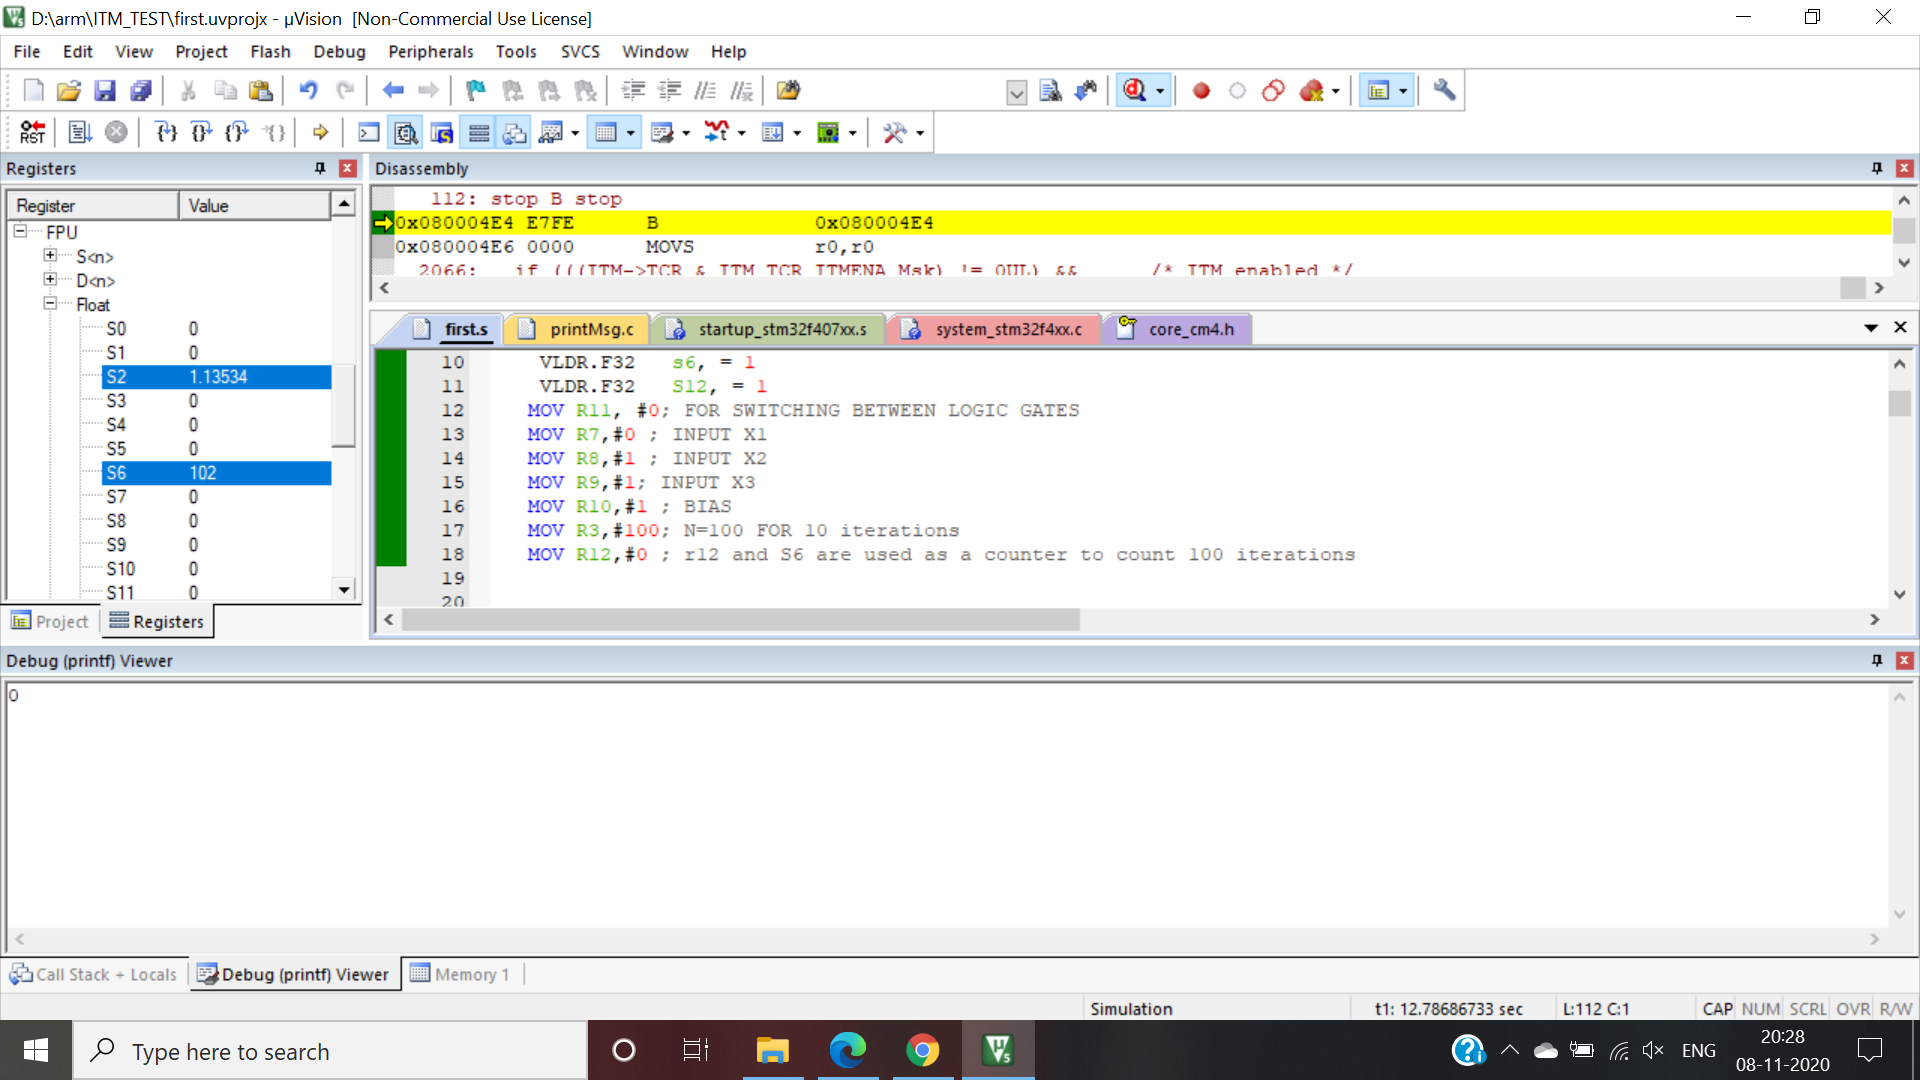 D:\arm\ITM_TEST\first.uvprojx - µVision  [Non-Commercial Use License]
File Edit View Project Flash Debug Peripherals Tools SVCS Window Help
RST
Registers
Register Value
FPU
S<n>
D<n>
Float
S0 0
S1 0
S2 1.13534
S3 0
S4 0
S5 0
S6 102
S7 0
S8 0
S9 0
S10 0
S11 0
Project Registers
Disassembly
112: stop B stop
0x080004E4 E7FE B 0x080004E4
0x080004E6 0000 MOVS r0,r0
2066: if (((ITM->TCR & ITM_TCR_ITMENA_Msk) != 0UL) && /* ITM enabled */
first.s printMsg.c startup_stm32f407xx.s system_stm32f4xx.c core_cm4.h
10 VLDR.F32 s6, = 1
11 VLDR.F32 S12, = 1
12 MOV R11, #0; FOR SWITCHING BETWEEN LOGIC GATES
13 MOV R7,#0 ; INPUT X1
14 MOV R8,#1 ; INPUT X2
15 MOV R9,#1; INPUT X3
16 MOV R10,#1 ; BIAS
17 MOV R3,#100; N=100 FOR 10 iterations
18 MOV R12,#0 ; r12 and S6 are used as a counter to count 100 iterations
19
20
Debug (printf) Viewer
0
Call Stack + Locals Debug (printf) Viewer Memory 1
Simulation t1: 12.78686733 sec L:112 C:1 CAP NUM SCRL OVR R/W
Type here to search
ENG
20:28
08-11-2020